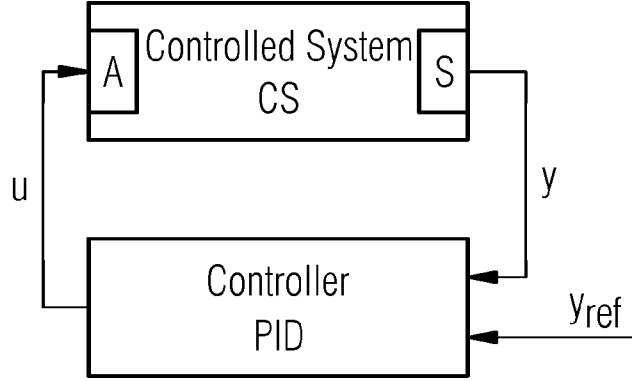 Controlled System
CS
A
S
u
y
Controller
PID
yref